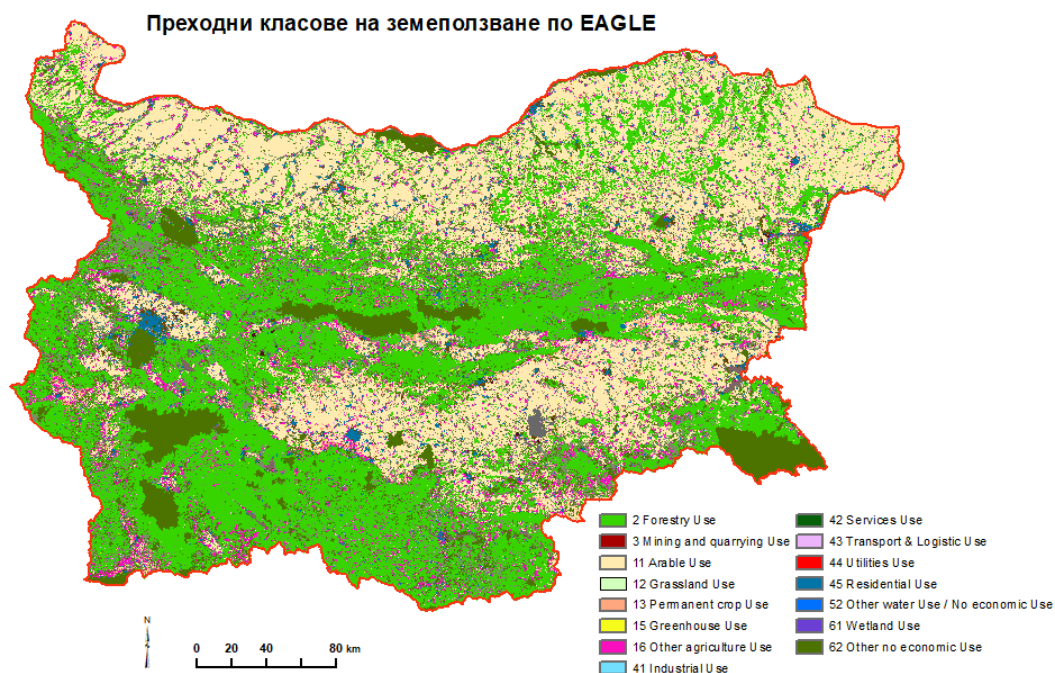 Преходни класове на земеползване по EAGLE
2 Forestry Use
3 Mining and quarrying Use
11 Arable Use
12 Grassland Use
13 Permanent crop Use
15 Greenhouse Use
16 Other agriculture Use
41 Industrial Use
42 Services Use
43 Transport & Logistic Use
44 Utilities Use
45 Residential Use
52 Other water Use / No economic Use
61 Wetland Use
62 Other no economic Use
N
0 20 40 80 km